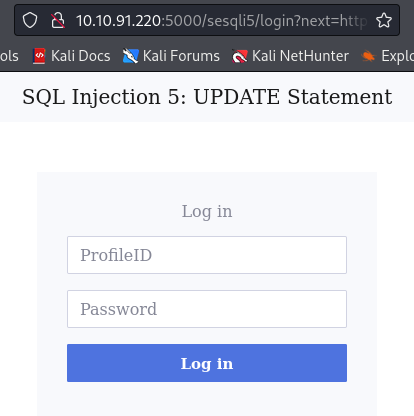 10.10.91.220:5000/sesqli5/login?next=http
ols Kali Docs Kali Forums Kali NetHunter Explo
SQL Injection 5: UPDATE Statement
Log in
ProfileID
Password
Log in